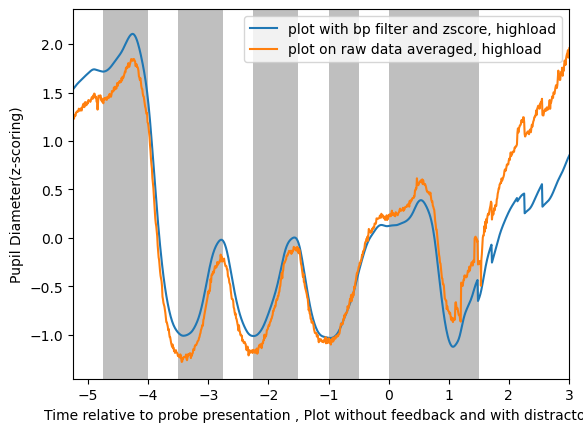 plot with bp filter and zscore, highload
plot on raw data averaged, highload
Pupil Diameter(z-scoring)
2.0
1.5
1.0
0.5
0.0
−0.5
−1.0
−5 −4 −3 −2 −1 0 1 2 3
Time relative to probe presentation , Plot without feedback and with distracto